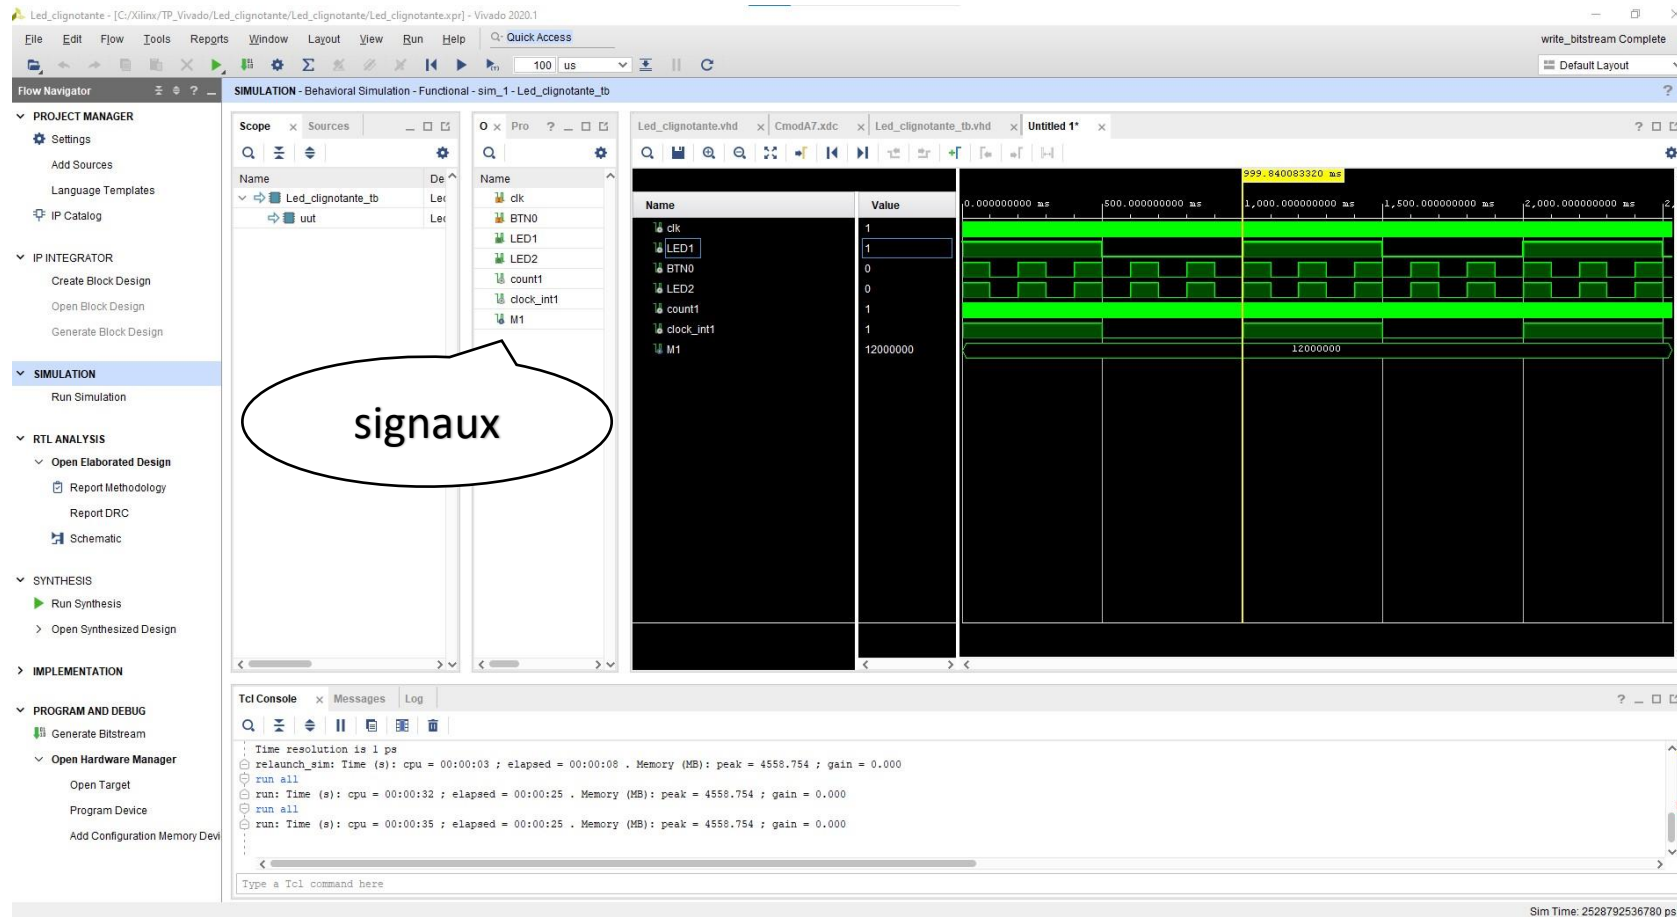 Led_clignotante - [C:/Xilinx/TP_Vivado/Led_clignotante/Led_clignotante/Led_clignotante.xpr] - Vivado 2020.1
File Edit Flow Tools Reports Window Layout View Run Help Quick Access write_bitstream Complete
100 us Default Layout
Flow Navigator ? SIMULATION - Behavioral Simulation - Functional - sim_1 - Led_clignotante_tb ?
PROJECT MANAGER
Settings
Add Sources
Language Templates
IP Catalog
IP INTEGRATOR
Create Block Design
Open Block Design
Generate Block Design
SIMULATION
Run Simulation
RTL ANALYSIS
Open Elaborated Design
Report Methodology
Report DRC
Schematic
SYNTHESIS
Run Synthesis
Open Synthesized Design
IMPLEMENTATION
PROGRAM AND DEBUG
Generate Bitstream
Open Hardware Manager
Open Target
Program Device
Add Configuration Memory Devi
Scope Sources
Name De
Led_clignotante_tb Led
uut Led
O Pro ?
Name
clk
BTN0
LED1
LED2
count1
clock_int1
M1
signaux
Led_clignotante.vhd CmodA7.xdc Led_clignotante_tb.vhd Untitled 1* ?
999.840083320 ms
Name Value 0.000000000 ms 500.000000000 ms 1,000.000000000 ms 1,500.000000000 ms 2,000.000000000 ms 2,
clk 1
LED1 1
BTN0 0
LED2 0
count1 1
clock_int1 1
M1 12000000 12000000
Tcl Console Messages Log ?
Time resolution is 1 ps
relaunch_sim: Time (s): cpu = 00:00:03 ; elapsed = 00:00:08 . Memory (MB): peak = 4558.754 ; gain = 0.000
run all
run: Time (s): cpu = 00:00:32 ; elapsed = 00:00:25 . Memory (MB): peak = 4558.754 ; gain = 0.000
run all
run: Time (s): cpu = 00:00:35 ; elapsed = 00:00:25 . Memory (MB): peak = 4558.754 ; gain = 0.000
Type a Tcl command here
Sim Time: 2528792536780 ps